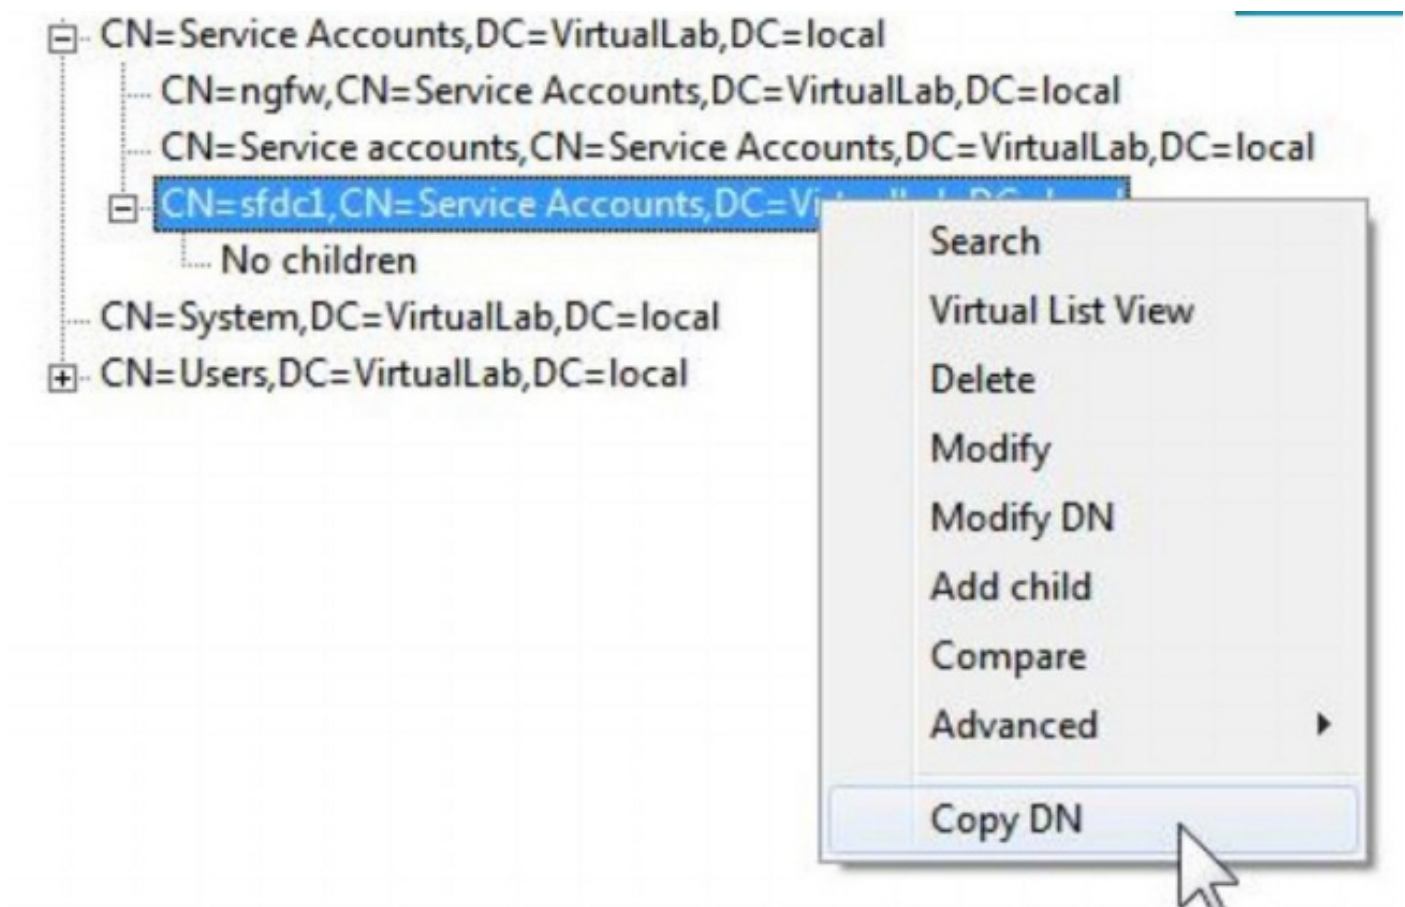 CN=Service Accounts,DC=VirtualLab,DC=local
CN=ngfw,CN=Service Accounts,DC=VirtualLab,DC=local
CN=Service accounts,CN=Service Accounts,DC=VirtualLab,DC=local
CN=sfdc1,CN=Service Accounts,DC=
No children
CN=System,DC=VirtualLab,DC=local
CN=Users,DC=VirtualLab,DC=local
Search
Virtual List View
Delete
Modify
Modify DN
Add child
Compare
Advanced
Copy DN